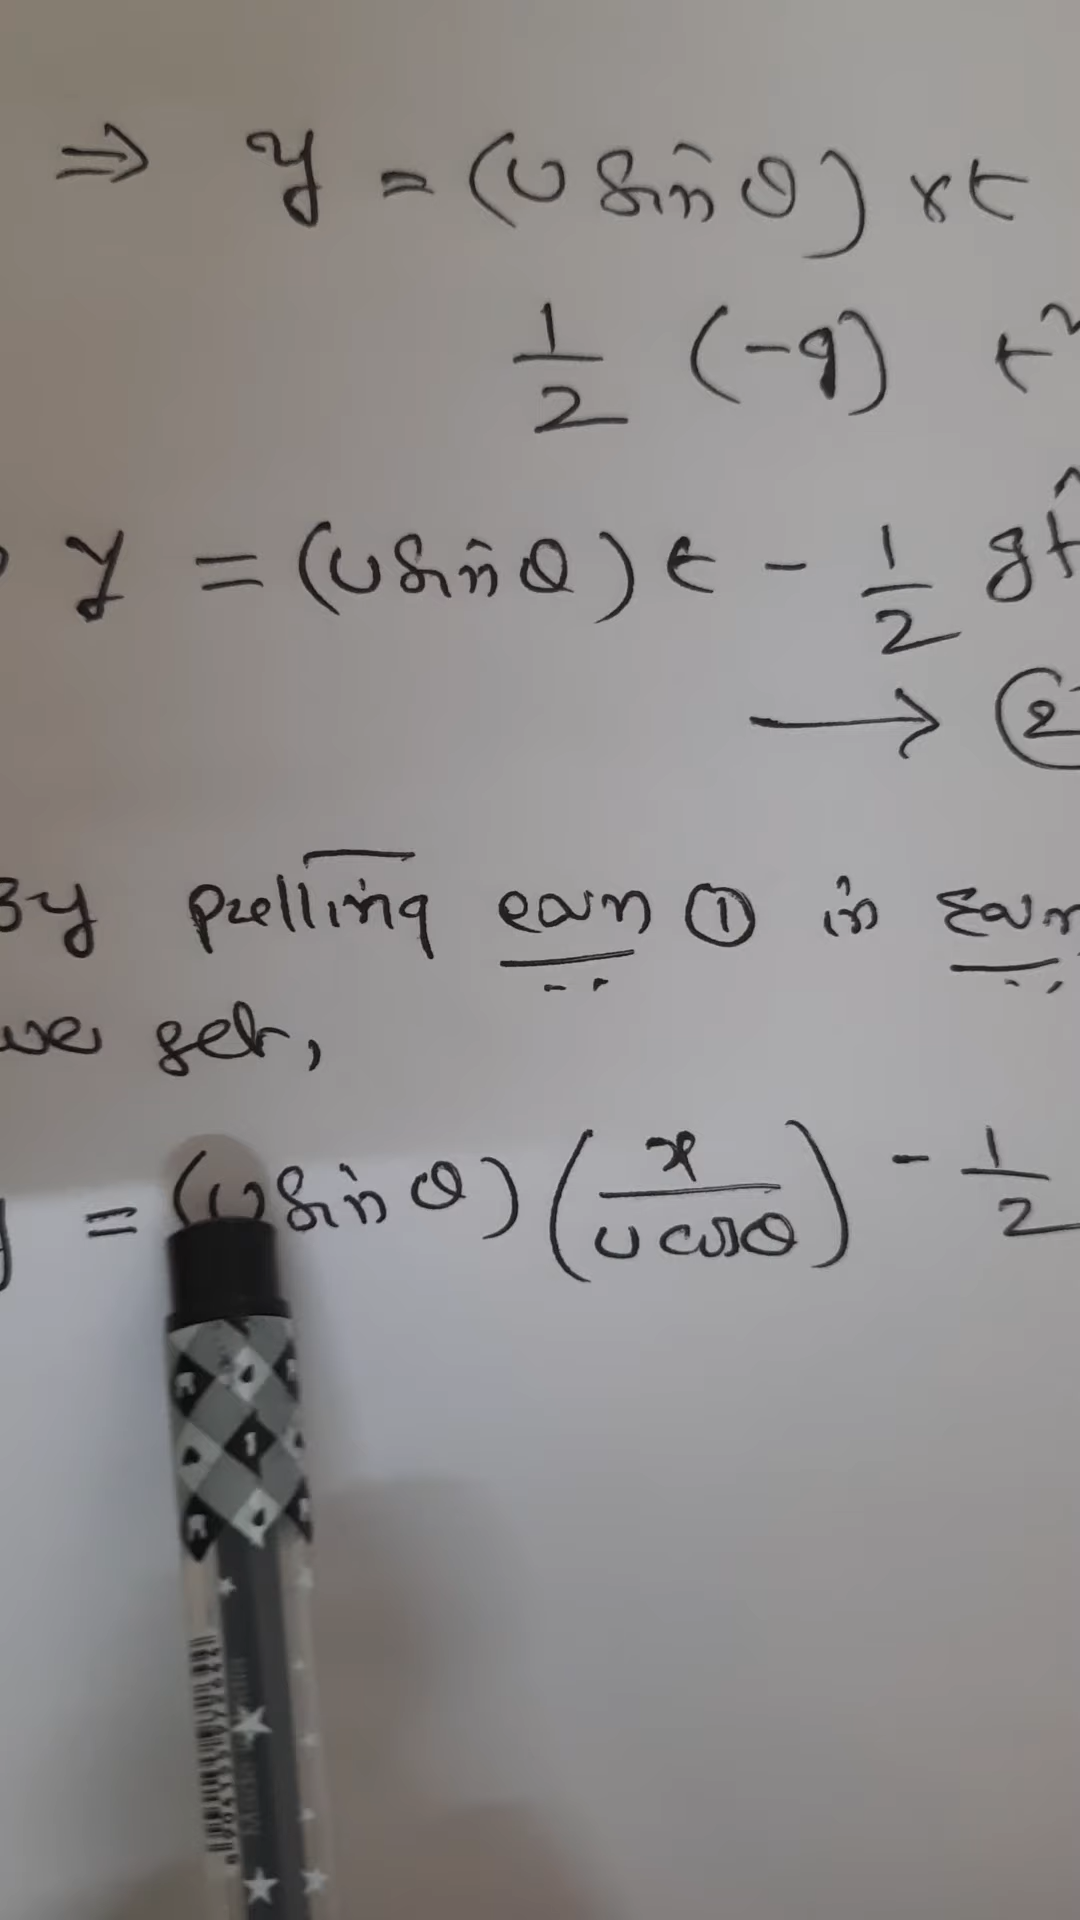 ⇒ y = (u sin θ) × t
1/2 (-g) t²
y = (u sin θ) t - 1/2 g t²
→ ②
By putting eqn ① in Eqn
we get,
y = (u sin θ) (x / u cos θ) - 1/2